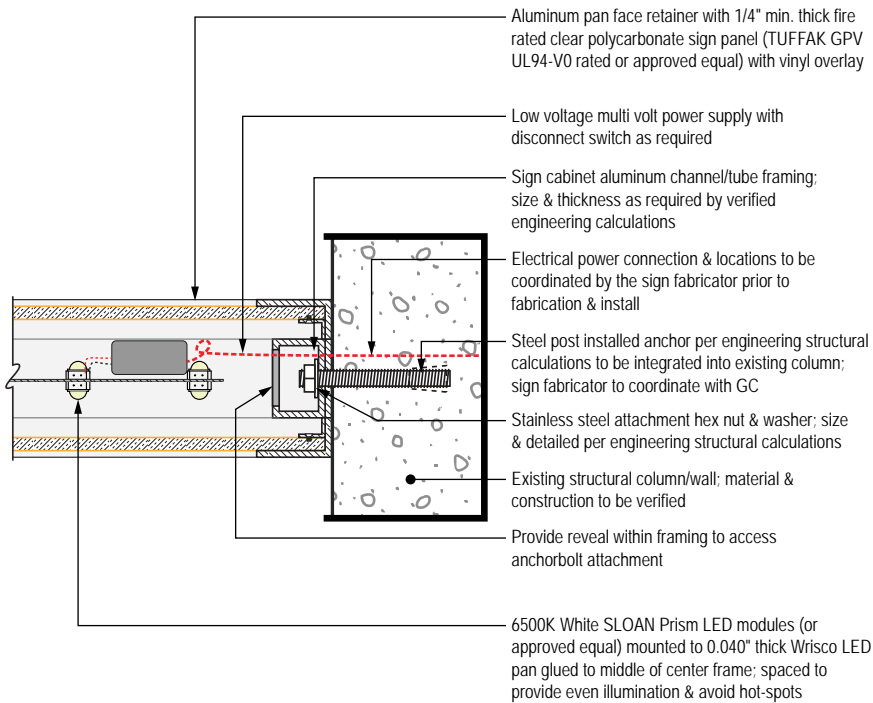 Aluminum pan face retainer with 1/4" min. thick fire
rated clear polycarbonate sign panel (TUFFAK GPV
UL94-V0 rated or approved equal) with vinyl overlay
Low voltage multi volt power supply with
disconnect switch as required
Sign cabinet aluminum channel/tube framing;
size & thickness as required by verified
engineering calculations
Electrical power connection & locations to be
coordinated by the sign fabricator prior to
fabrication & install
Steel post installed anchor per engineering structural
calculations to be integrated into existing column;
sign fabricator to coordinate with GC
Stainless steel attachment hex nut & washer; size
& detailed per engineering structural calculations
Existing structural column/wall; material &
construction to be verified
Provide reveal within framing to access
anchorbolt attachment
6500K White SLOAN Prism LED modules (or
approved equal) mounted to 0.040" thick Wrisco LED
pan glued to middle of center frame; spaced to
provide even illumination & avoid hot-spots